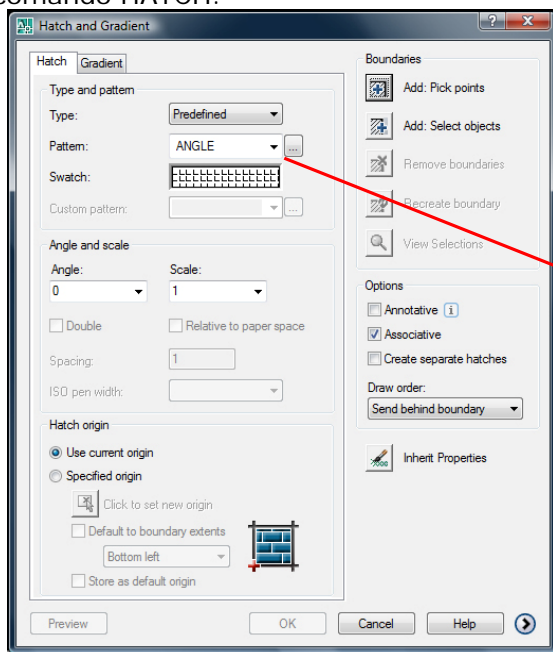 comando HATCH:
Hatch and Gradient
Hatch
Gradient
Type and pattern
Type:
Predefined
Pattern:
ANGLE
...
Swatch:
Custom pattern:
...
Angle and scale
Angle:
Scale:
0
1
Double
Relative to paper space
Spacing:
1
ISO pen width:
Hatch origin
Use current origin
Specified origin
Click to set new origin
Default to boundary extents
Bottom left
Store as default origin
Boundaries
Add: Pick points
Add: Select objects
Remove boundaries
Recreate boundary
View Selections
Options
Annotative
Associative
Create separate hatches
Draw order:
Send behind boundary
Inherit Properties
Preview
OK
Cancel
Help